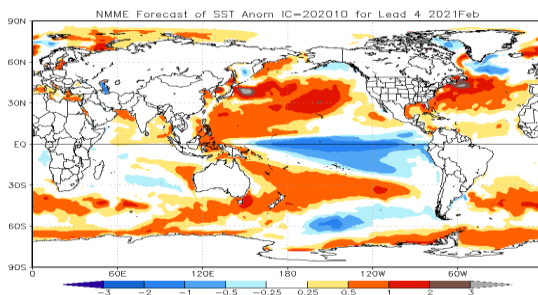 NMME Forecast of SST Anom IC-202010 for Lead 4 2021Feb
90N
60N
30N
EQ
30S
60S
90S
0 60E 120E 180 120W 60W
-3 -2 -1 -0.5 -0.25 0.25 0.5 1 2 3